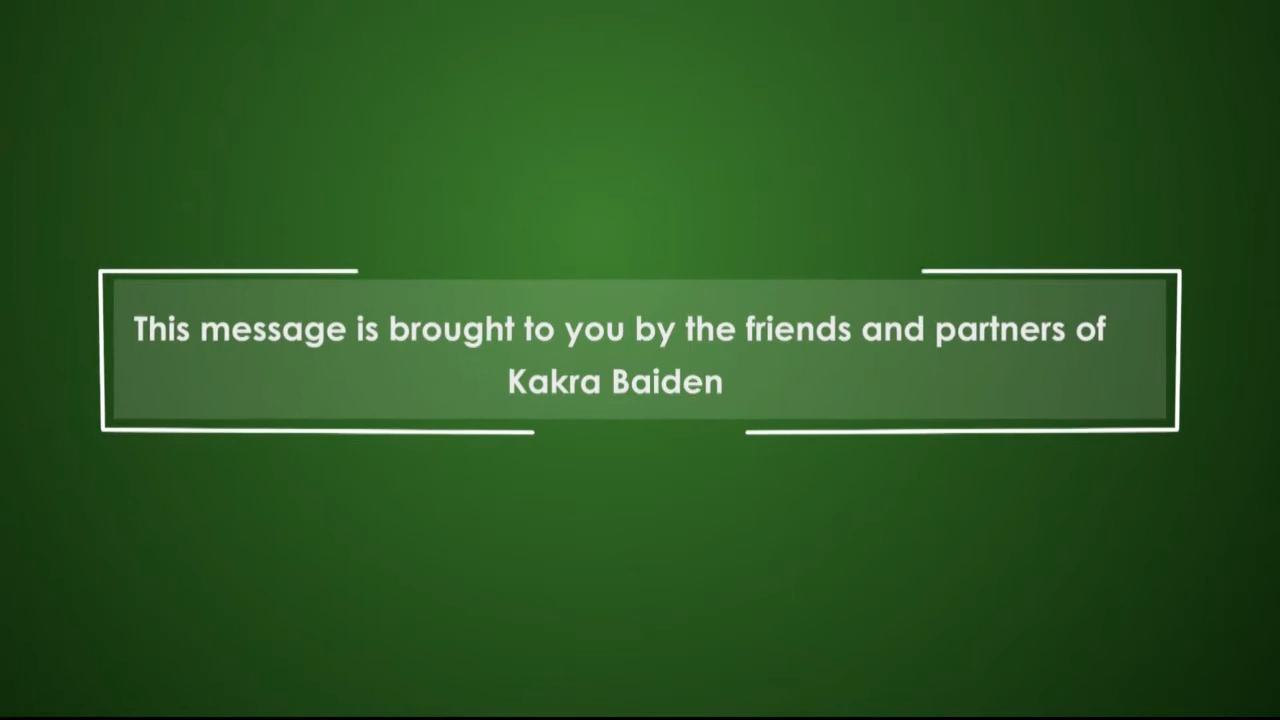 This message is brought to you by the friends and partners of
Kakra Baiden